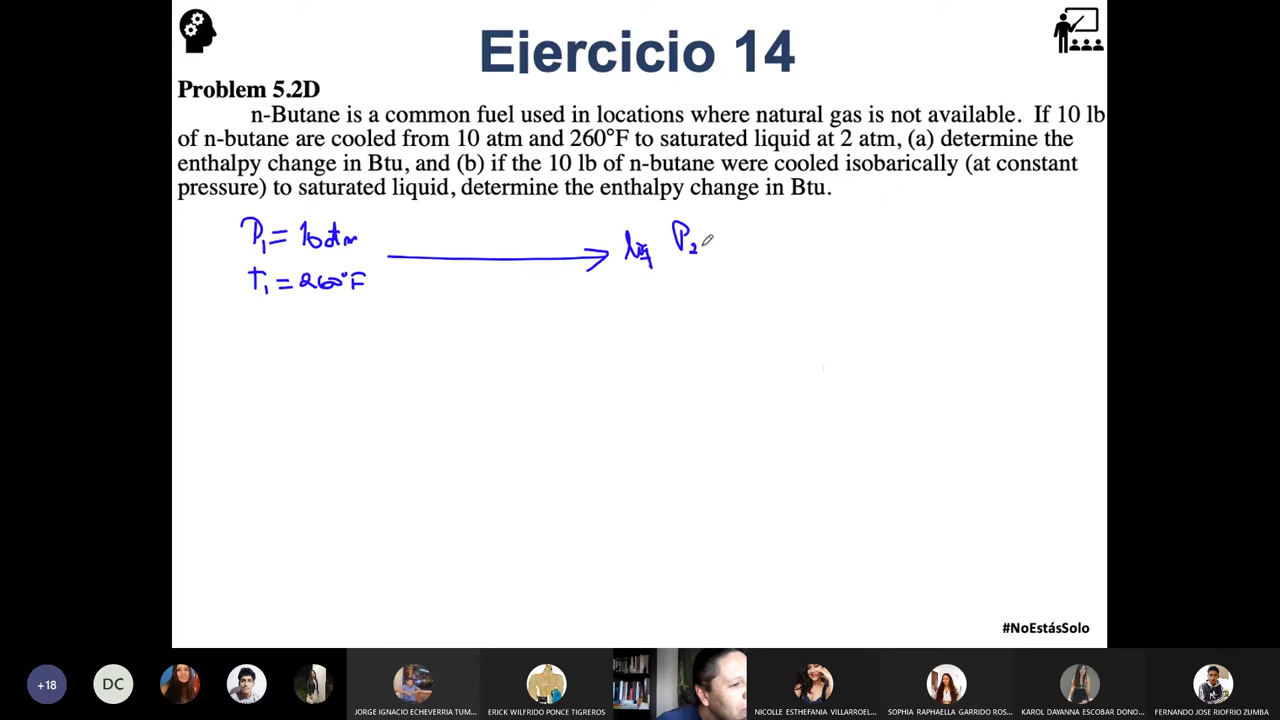 Ejercicio 14
Problem 5.2D
n-Butane is a common fuel used in locations where natural gas is not available. If 10 lb
of n-butane are cooled from 10 atm and 260°F to saturated liquid at 2 atm, (a) determine the
enthalpy change in Btu, and (b) if the 10 lb of n-butane were cooled isobarically (at constant
pressure) to saturated liquid, determine the enthalpy change in Btu.
P1 = 10 atm
T1 = 260°F
liq P2
#NoEstásSolo
+18
DC
JORGE IGNACIO ECHEVERRIA TUM...
ERICK WILFRIDO PONCE TIGREROS
NICOLLE ESTHEFANIA VILLARROEL...
SOPHIA RAPHAELLA GARRIDO ROS...
KAROL DAYANNA ESCOBAR DONO...
FERNANDO JOSE RIOFRIO ZUMBA